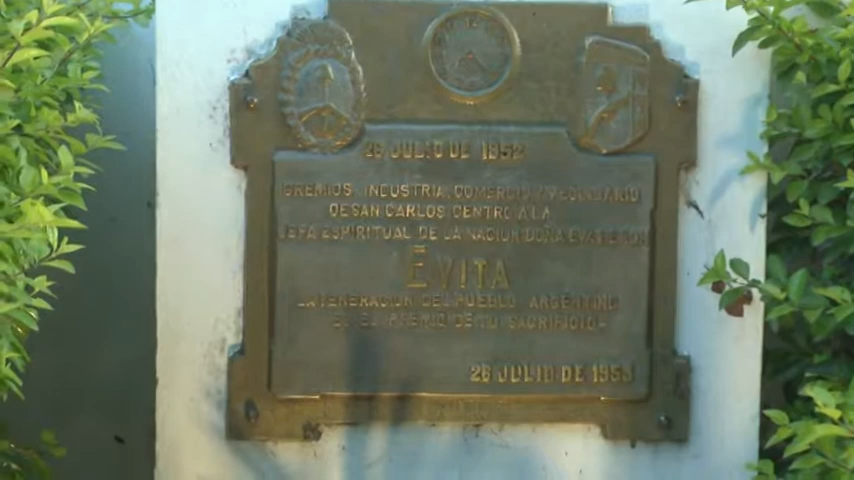 26 JULIO DE 1952
GREMIOS, INDUSTRIA, COMERCIO Y VECINDARIO
DE SAN CARLOS CENTRO A LA
JEFA ESPIRITUAL DE LA NACION DOÑA EVA PERON
EVITA
LA VENERACION DEL PUEBLO ARGENTINO
ES EL PREMIO DE TU SACRIFICIO-
26 JULIO DE 1953